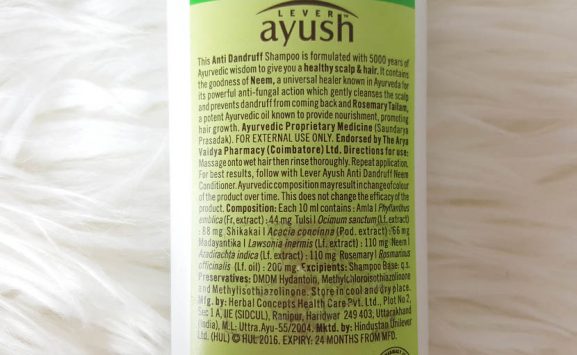 LEVER
ayush™
This Anti Dandruff Shampoo is formulated with 5000 years of
Ayurvedic wisdom to give you a healthy scalp & hair. It contains
the goodness of Neem, a universal healer known in Ayurveda for
its powerful anti-fungal action which gently cleanses the scalp
and prevents dandruff from coming back and Rosemary Tailam,
a potent Ayurvedic oil known to provide nourishment, promoting
hair growth. Ayurvedic Proprietary Medicine (Saundarya
Prasadak). FOR EXTERNAL USE ONLY. Endorsed by The Arya
Vaidya Pharmacy (Coimbatore) Ltd. Directions for use:
Massage onto wet hair then rinse thoroughly. Repeat application.
For best results, follow with Lever Ayush Anti Dandruff Neem
Conditioner. Ayurvedic composition may result in change of colour
of the product over time. This does not change the efficacy of the
product. Composition: Each 10 ml contains : Amla I Phyllanthus
emblica (Fr. extract) : 44 mg Tulsi I Ocimum sanctum (Lf. extract)
: 88 mg Shikakai I Acacia concinna (Pod. extract) : 66 mg
Madayantika I Lawsonia inermis (Lf. extract) : 110 mg Neem I
Azadirachta indica (Lf. extract) : 110 mg Rosemary I Rosmarinus
officinalis (Lf. oil) : 200 mg. Excipients: Shampoo Base: q.s.
Preservatives: DMDM Hydantoin, Methylchloroisothiazolinone
and Methylisothiazolinone. Store in cool and dry place.
Mfg. by: Herbal Concepts Health Care Pvt. Ltd., Plot No 2,
Sec 1 A, IIE (SIDCUL), Ranipur, Haridwar 249 403, Uttarakhand
(India), M.L: Uttra.Ayu-55/2004. Mktd. by: Hindustan Unilever
Ltd. (HUL) © HUL 2016. EXPIRY: 24 MONTHS FROM MFD.